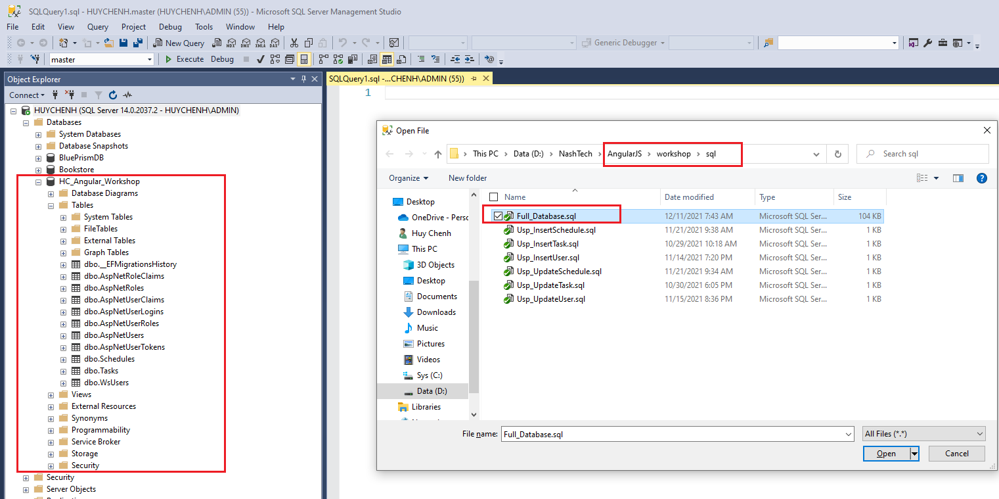 SQLQuery1.sql - HUYCHENH.master (HUYCHENH\ADMIN (55)) - Microsoft SQL Server Management Studio
File Edit View Query Project Debug Tools Window Help
New Query MDX DMX XMLA DAX Generic Debugger
master Execute Debug
Object Explorer
SQLQuery1.sql -...CHENH\ADMIN (55))
Connect
1
HUYCHENH (SQL Server 14.0.2037.2 - HUYCHENH\ADMIN)
Databases
System Databases
Database Snapshots
BluePrismDB
Bookstore
HC_Angular_Workshop
Database Diagrams
Tables
System Tables
FileTables
External Tables
Graph Tables
dbo.__EFMigrationsHistory
dbo.AspNetRoleClaims
dbo.AspNetRoles
dbo.AspNetUserClaims
dbo.AspNetUserLogins
dbo.AspNetUserRoles
dbo.AspNetUsers
dbo.AspNetUserTokens
dbo.Schedules
dbo.Tasks
dbo.WsUsers
Views
External Resources
Synonyms
Programmability
Service Broker
Storage
Security
Security
Server Objects
Open File
This PC Data (D:) NashTech AngularJS workshop sql
Search sql
Organize New folder
Desktop
OneDrive - Perso
Huy Chenh
This PC
3D Objects
Desktop
Documents
Downloads
Music
Pictures
Videos
Sys (C:)
Data (D:)
Libraries
Name Date modified Type Size
Full_Database.sql 12/11/2021 7:43 AM Microsoft SQL Ser... 104 KB
Usp_InsertSchedule.sql 11/21/2021 9:38 AM Microsoft SQL Ser... 1 KB
Usp_InsertTask.sql 10/29/2021 10:18 AM Microsoft SQL Ser... 1 KB
Usp_InsertUser.sql 11/14/2021 7:20 PM Microsoft SQL Ser... 1 KB
Usp_UpdateSchedule.sql 11/21/2021 9:34 AM Microsoft SQL Ser... 1 KB
Usp_UpdateTask.sql 10/30/2021 6:05 PM Microsoft SQL Ser... 1 KB
Usp_UpdateUser.sql 11/15/2021 8:36 PM Microsoft SQL Ser... 1 KB
File name: Full_Database.sql All Files (*.*)
Open Cancel